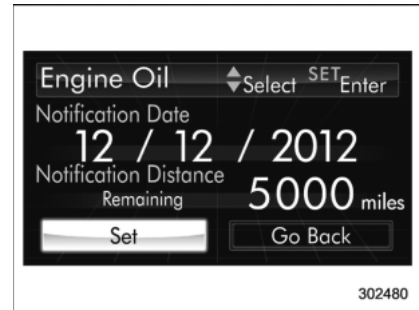 Engine Oil Select SET Enter
Notification Date
12 / 12 / 2012
Notification Distance
Remaining 5000 miles
Set Go Back
302480